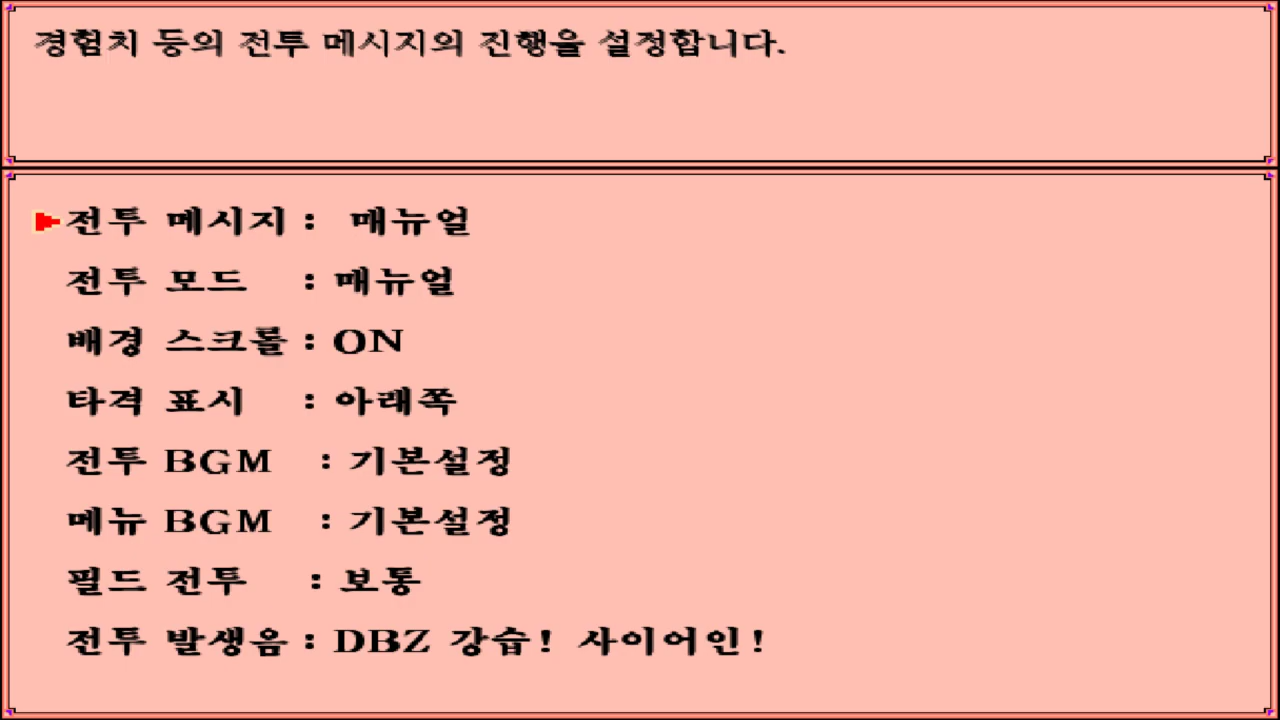 경험치 등의 전투 메시지의 진행을 설정합니다.
전투 메시지 : 매뉴얼
전투 모드 : 매뉴얼
배경 스크롤 : ON
타격 표시 : 아래쪽
전투 BGM : 기본설정
메뉴 BGM : 기본설정
필드 전투 : 보통
전투 발생음 : DBZ 강습! 사이어인!